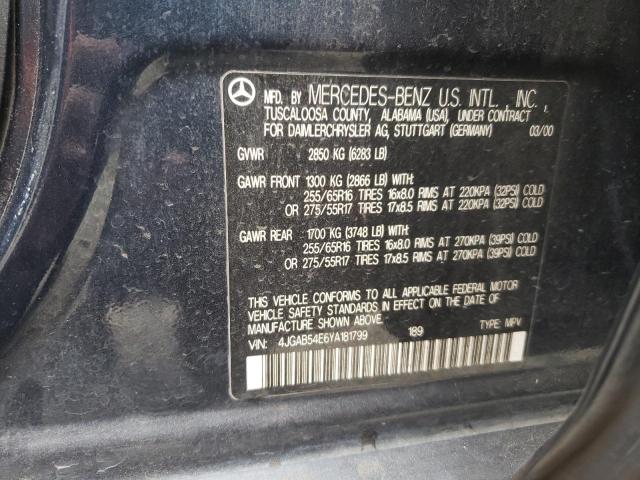 MFD. BY MERCEDES-BENZ U.S. INTL., INC.,
TUSCALOOSA COUNTY, ALABAMA (USA), UNDER CONTRACT
FOR DAIMLERCHRYSLER AG, STUTTGART (GERMANY) 03/00
GVWR 2850 KG (6283 LB)
GAWR FRONT 1300 KG (2866 LB) WITH:
255/65R16 TIRES 16x8.0 RIMS AT 220KPA (32PSI) COLD
OR 275/55R17 TIRES 17x8.5 RIMS AT 220KPA (32PSI) COLD
GAWR REAR 1700 KG (3748 LB) WITH:
255/65R16 TIRES 16x8.0 RIMS AT 270KPA (39PSI) COLD
OR 275/55R17 TIRES 17x8.5 RIMS AT 270KPA (39PSI) COLD
THIS VEHICLE CONFORMS TO ALL APPLICABLE FEDERAL MOTOR
VEHICLE SAFETY STANDARDS IN EFFECT ON THE DATE OF
MANUFACTURE SHOWN ABOVE.
VIN: 4JGAB54E6YA181799 189 TYPE: MPV